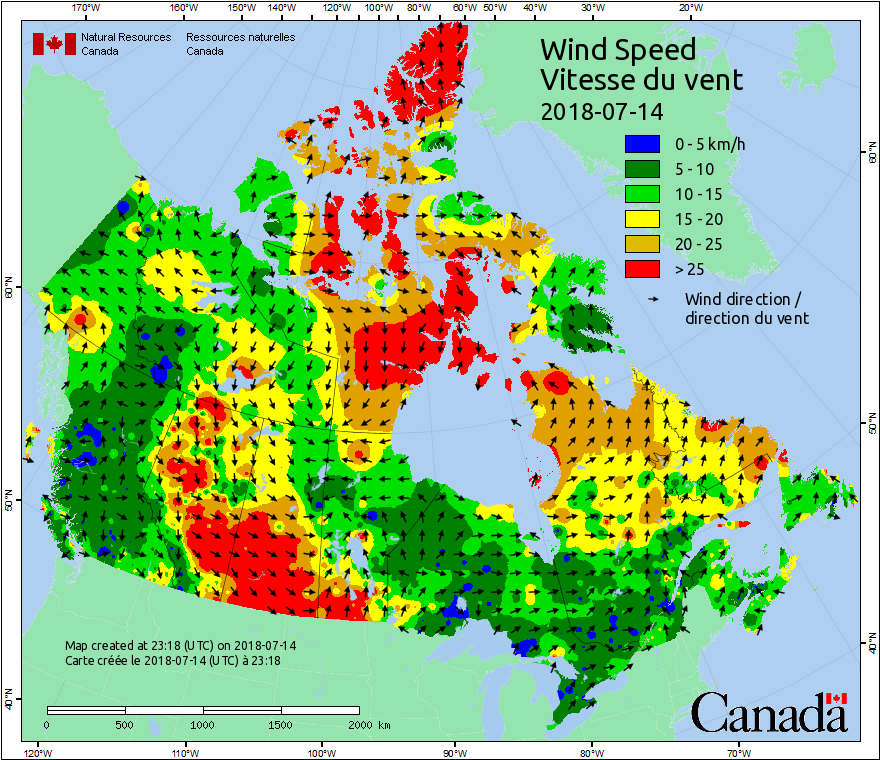 170°W 160°W 150°W 140°W 120°W 100°W 80°W 60°W 50°W 40°W 30°W 20°W
Natural Resources Ressources naturelles
Canada Canada
Wind Speed
Vitesse du vent
2018-07-14
0 - 5 km/h
5 - 10
10 - 15
15 - 20
20 - 25
> 25
Wind direction /
direction du vent
60°N
60°N
50°N
50°N
40°N
40°N
Map created at 23:18 (UTC) on 2018-07-14
Carte créée le 2018-07-14 (UTC) à 23:18
0 500 1000 1500 2000 km
Canada
120°W 110°W 100°W 90°W 80°W 70°W